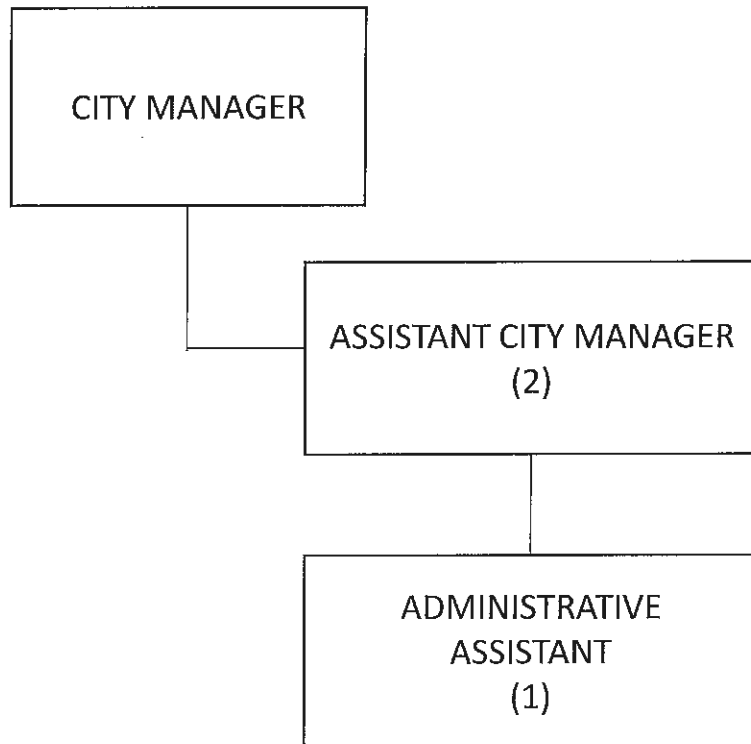 CITY MANAGER
ASSISTANT CITY MANAGER
(2)
ADMINISTRATIVE
ASSISTANT
(1)